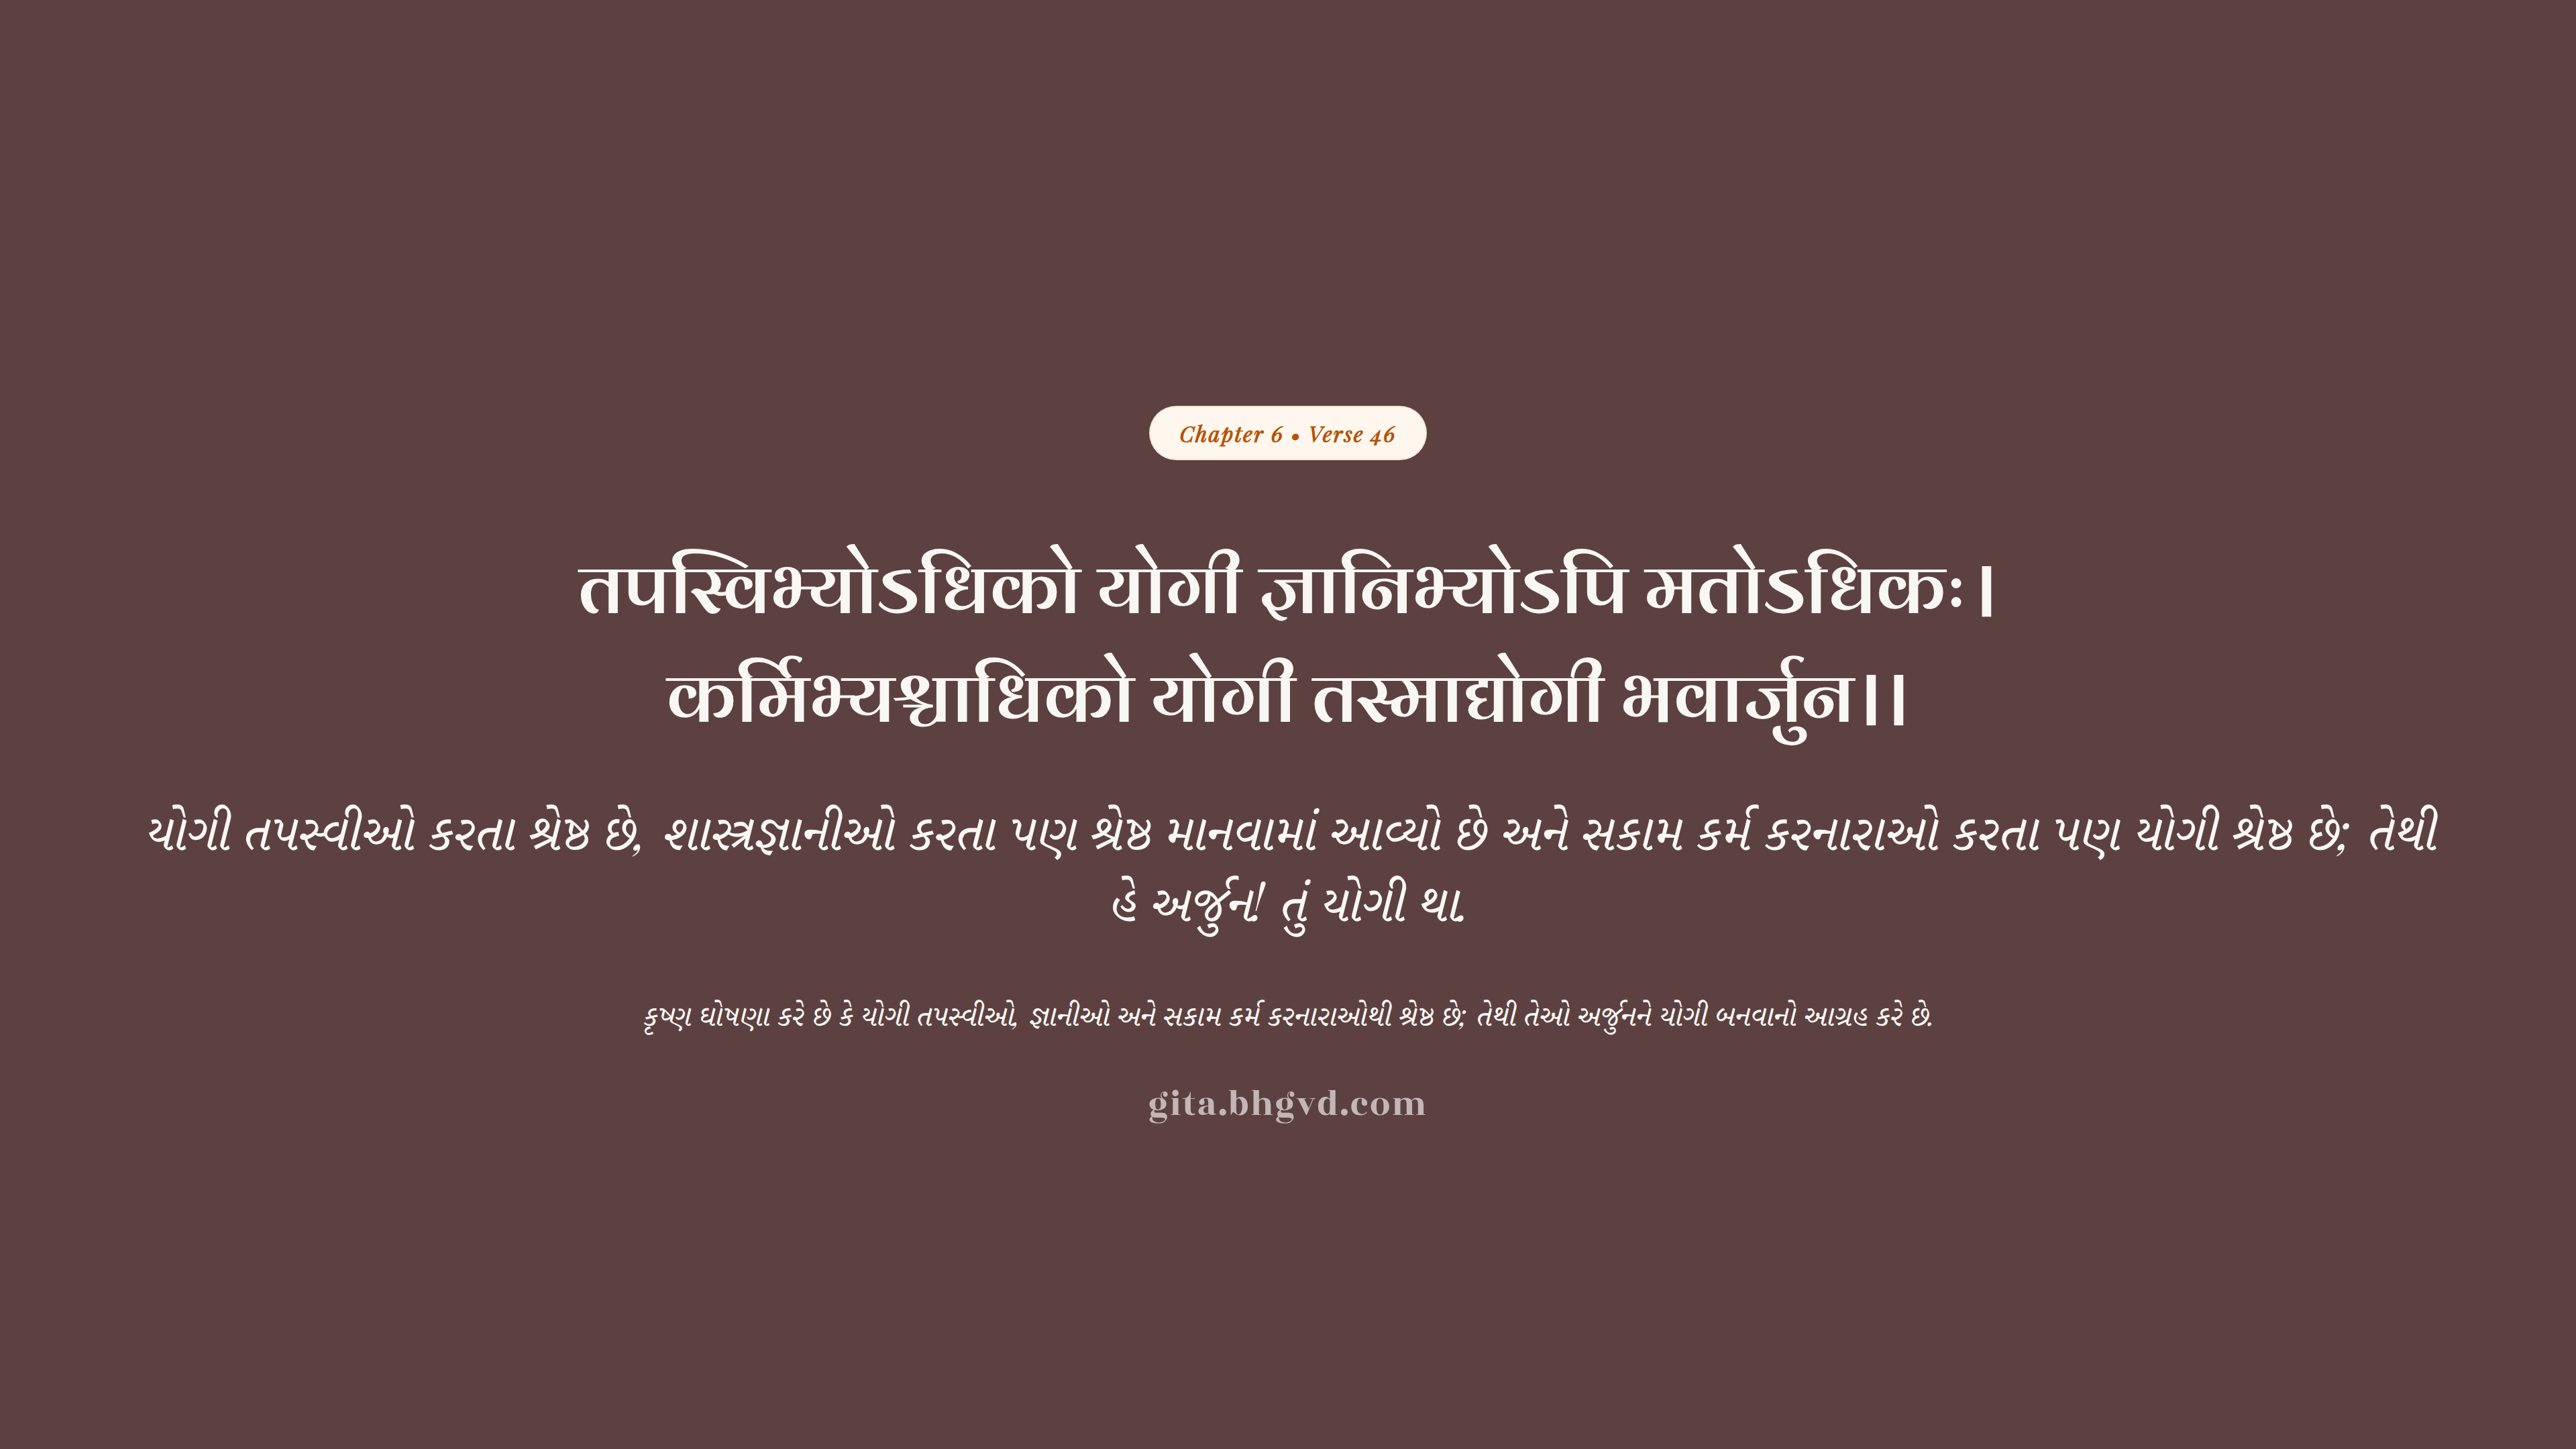 Chapter 6 • Verse 46
तपस्विभ्योऽधिको योगी ज्ञानिभ्योऽपि मतोऽधिकः।
कर्मिभ्यश्चाधिको योगी तस्माद्योगी भवार्जुन।।
યોગી તપસ્વીઓ કરતા શ્રેષ્ઠ છે, શાસ્ત્રજ્ઞાનીઓ કરતા પણ શ્રેષ્ઠ માનવામાં આવ્યો છે અને સકામ કર્મ કરનારાઓ કરતા પણ યોગી શ્રેષ્ઠ છે; તેથી
હે અર્જુન! તું યોગી થા.
કૃષ્ણ ઘોષણા કરે છે કે યોગી તપસ્વીઓ, જ્ઞાનીઓ અને સકામ કર્મ કરનારાઓથી શ્રેષ્ઠ છે; તેથી તેઓ અર્જુનને યોગી બનવાનો આગ્રહ કરે છે.
gita.bhgvd.com